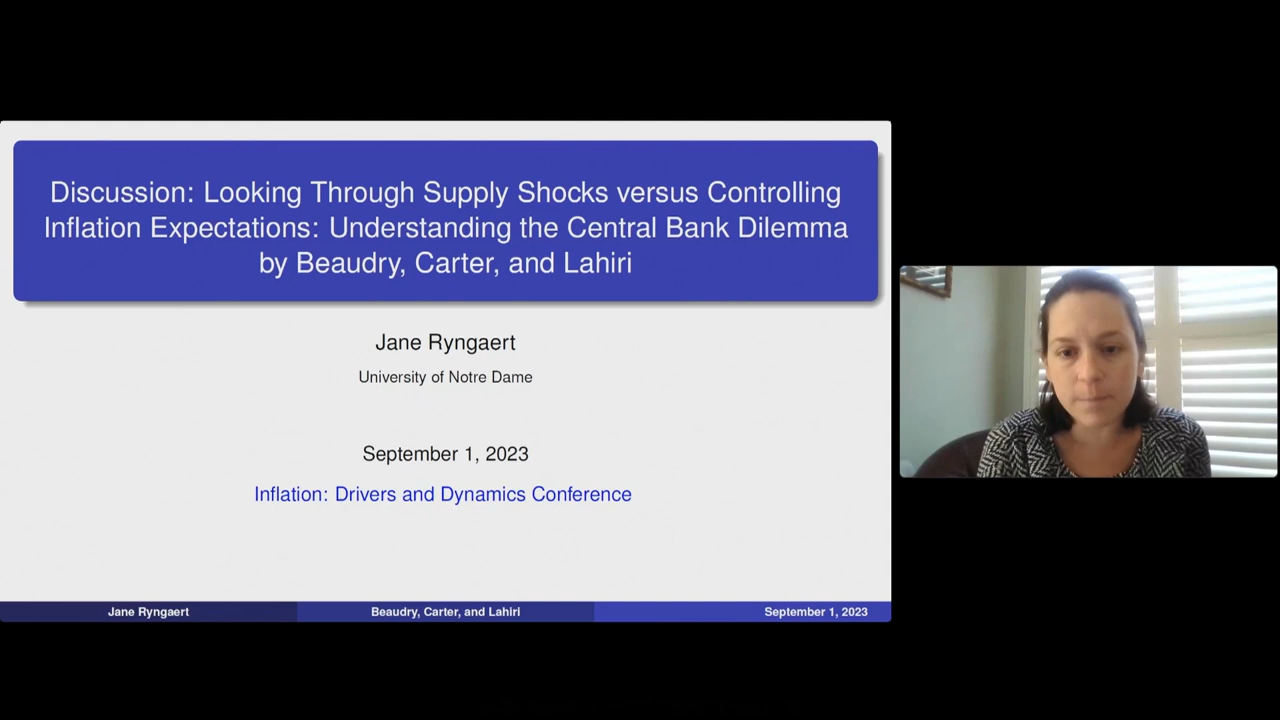 Discussion: Looking Through Supply Shocks versus Controlling
Inflation Expectations: Understanding the Central Bank Dilemma
by Beaudry, Carter, and Lahiri
Jane Ryngaert
University of Notre Dame
September 1, 2023
Inflation: Drivers and Dynamics Conference
Jane Ryngaert
Beaudry, Carter, and Lahiri
September 1, 2023